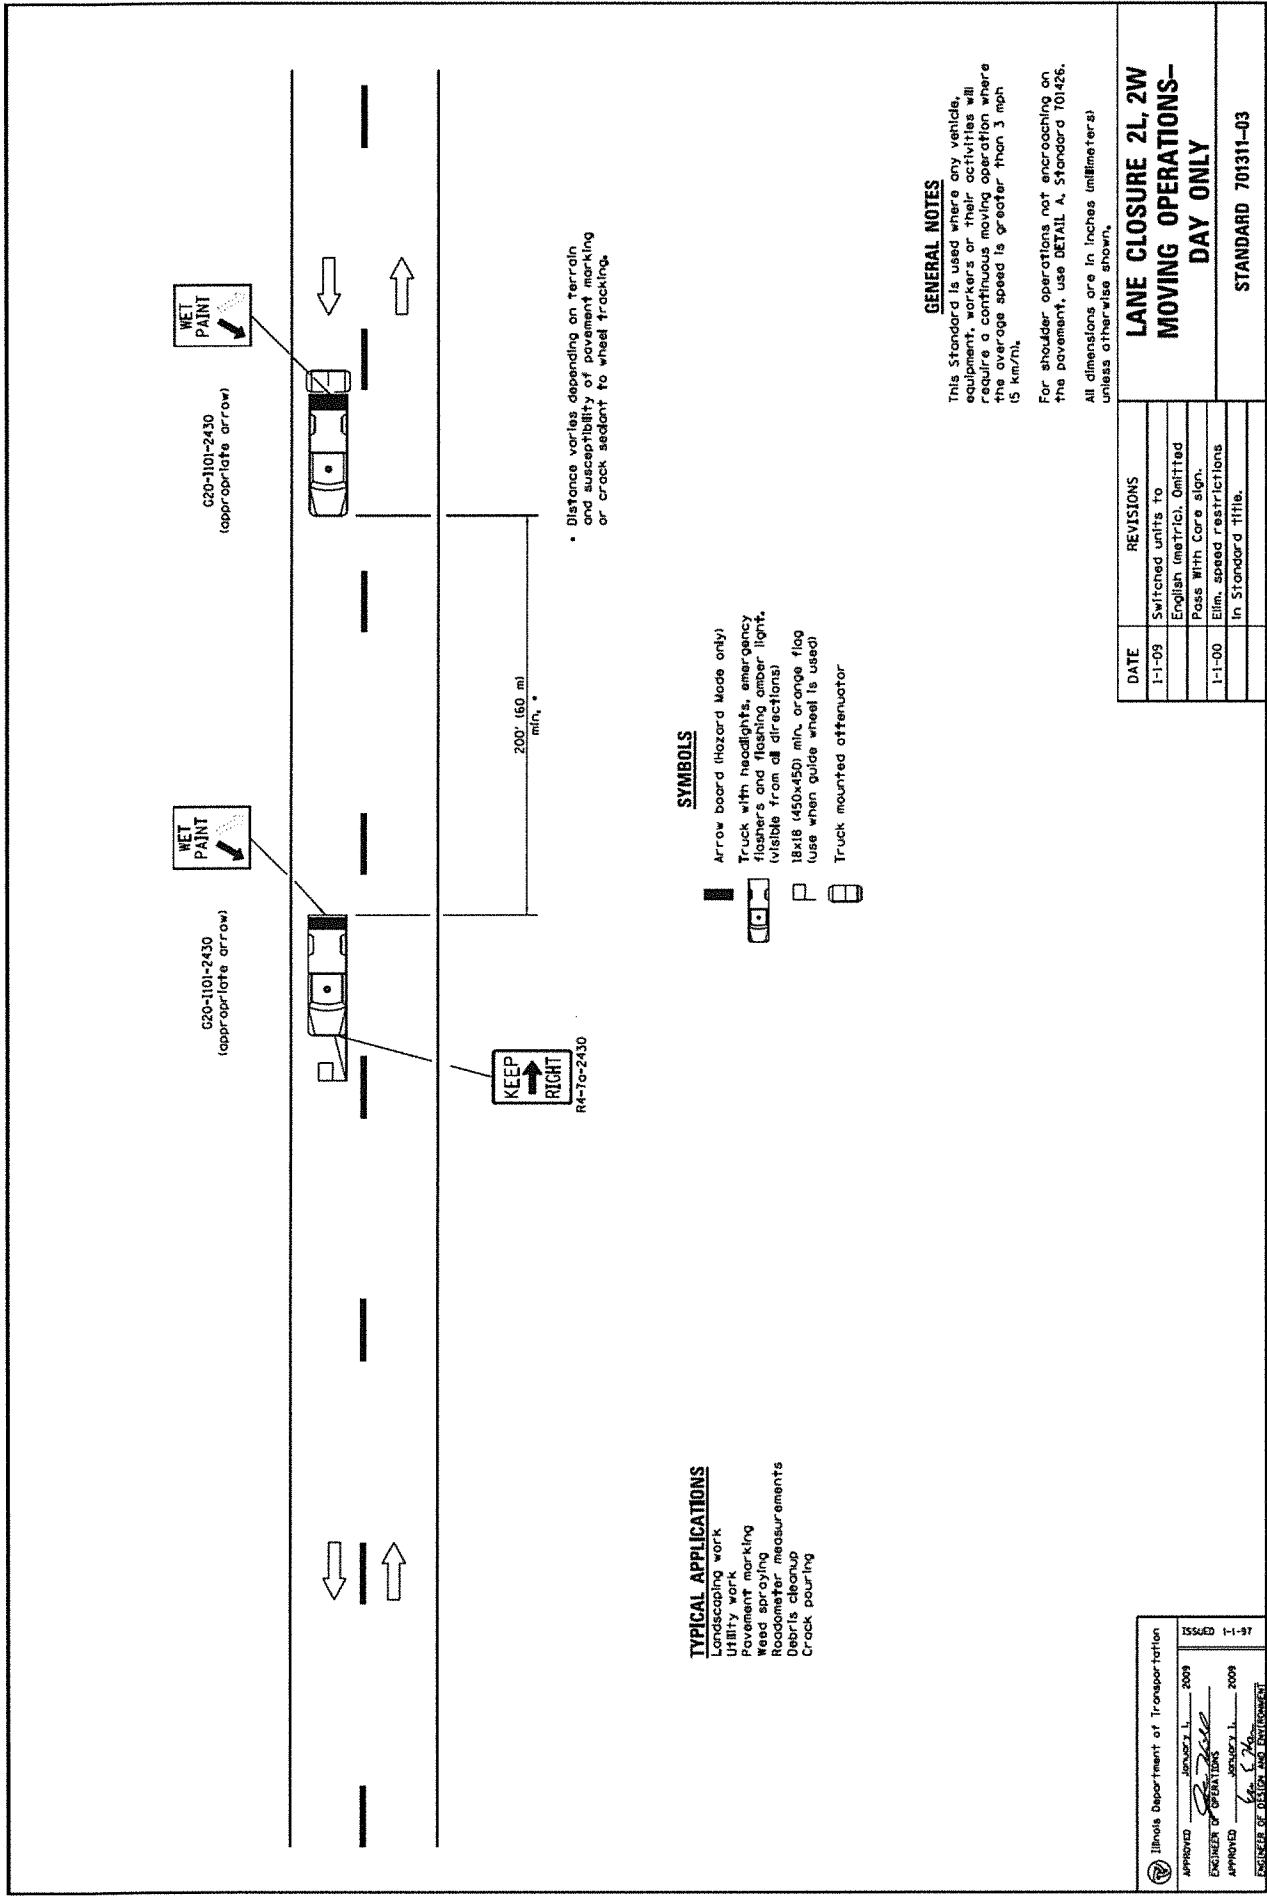 WET
PAINT
G20-I101-2430
(appropriate arrow)
WET
PAINT
G20-I101-2430
(appropriate arrow)
200' (60 m)
min. *
KEEP
RIGHT
R4-7a-2430
* Distance varies depending on terrain
and susceptibility of pavement marking
or crack sealant to wheel tracking.
TYPICAL APPLICATIONS
Landscaping work
Utility work
Pavement marking
Weed spraying
Roadometer measurements
Debris cleanup
Crack pouring
SYMBOLS
Arrow board (Hazard Mode only)
Truck with headlights, emergency
flashers and flashing amber light.
(visible from all directions)
18x18 (450x450) min. orange flag
(use when guide wheel is used)
Truck mounted attenuator
GENERAL NOTES
This Standard is used where any vehicle,
equipment, workers or their activities will
require a continuous moving operation where
the average speed is greater than 3 mph
(5 km/h).
For shoulder operations not encroaching on
the pavement, use DETAIL A, Standard 701426.
All dimensions are in inches (millimeters)
unless otherwise shown.
Illinois Department of Transportation
APPROVED January 1, 2009
ENGINEER OF OPERATIONS
APPROVED January 1, 2009
ENGINEER OF DESIGN AND ENVIRONMENT
ISSUED 1-1-97
DATE REVISIONS
1-1-09 Switched units to
English (metric). Omitted
Pass With Care sign.
1-1-00 Elim. speed restrictions
in Standard title.
LANE CLOSURE 2L, 2W
MOVING OPERATIONS–
DAY ONLY
STANDARD 701311–03